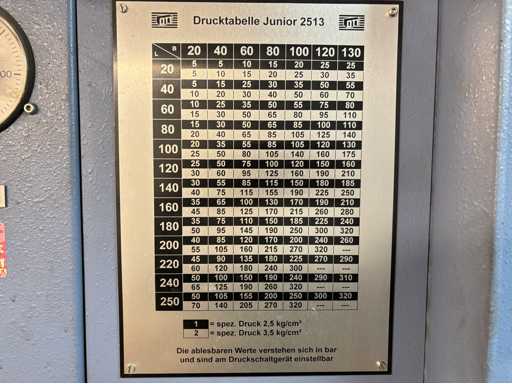 Drucktabelle Junior 2513
B
L
20 40 60 80 100 120 130
20 5 5 10 15 20 25 25
5 10 15 20 25 30 35
40 5 15 25 30 35 50 55
10 20 30 40 50 60 70
60 10 25 35 50 55 75 80
15 30 50 65 80 95 110
80 15 30 50 65 85 100 110
20 40 65 85 105 125 140
100 20 35 55 85 105 120 130
25 50 80 105 140 160 175
120 25 50 75 100 120 145 160
30 60 95 125 160 190 210
140 30 55 85 115 150 180 185
40 75 115 155 190 225 250
160 35 65 100 130 170 190 210
45 85 125 170 215 260 280
180 35 75 110 150 185 225 240
50 95 145 190 250 300 320
200 40 85 120 170 200 240 260
55 105 160 215 270 320 ---
220 45 90 135 180 225 270 290
60 120 180 240 300 --- ---
240 50 100 150 190 240 290 310
65 125 190 260 320 --- ---
250 50 105 155 200 250 300 320
70 140 205 270 320 --- ---
1 = spez. Druck 2,5 kg/cm²
2 = spez. Druck 3,5 kg/cm²
Die ablesbaren Werte verstehen sich in bar
und sind am Druckschaltgerät einstellbar